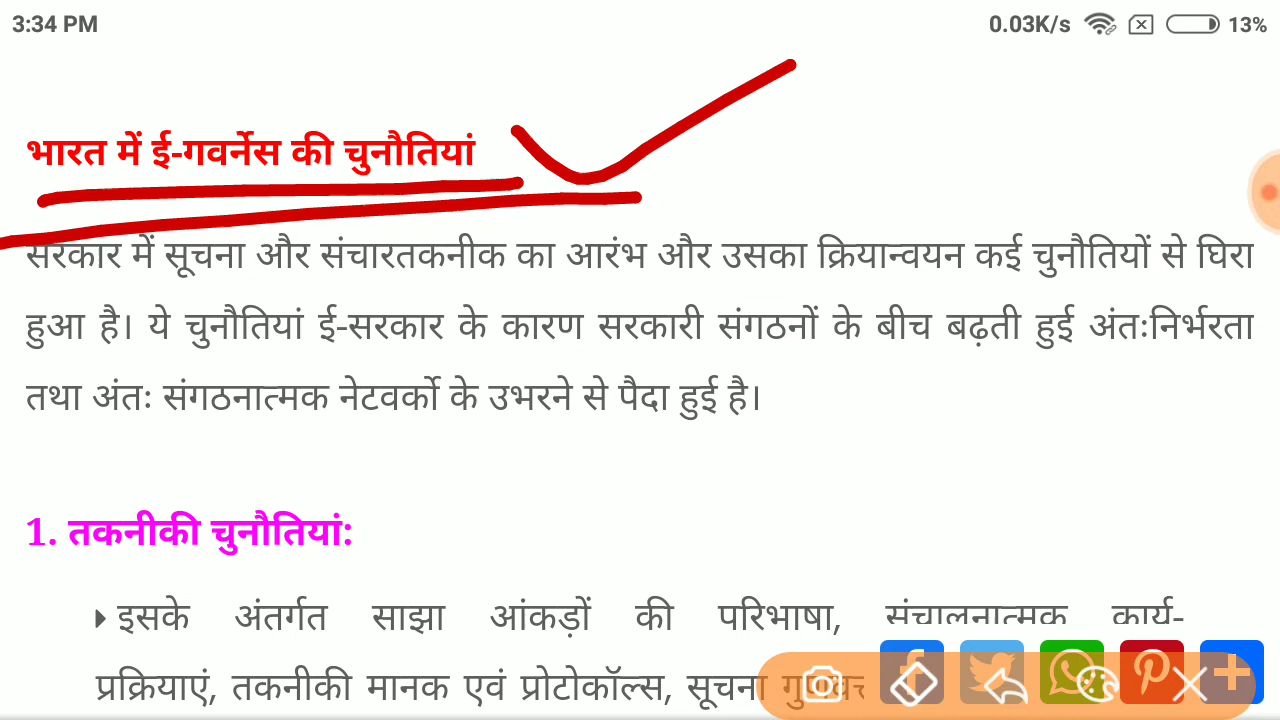 3:34 PM 0.03K/s 13%
भारत में ई-गवर्नेस की चुनौतियां
सरकार में सूचना और संचारतकनीक का आरंभ और उसका क्रियान्वयन कई चुनौतियों से घिरा
हुआ है। ये चुनौतियां ई-सरकार के कारण सरकारी संगठनों के बीच बढ़ती हुई अंतःनिर्भरता
तथा अंतः संगठनात्मक नेटवर्को के उभरने से पैदा हुई है।
1. तकनीकी चुनौतियां:
इसके अंतर्गत साझा आंकड़ों की परिभाषा, संचालनात्मक कार्य-
प्रक्रियाएं, तकनीकी मानक एवं प्रोटोकॉल्स, सूचना